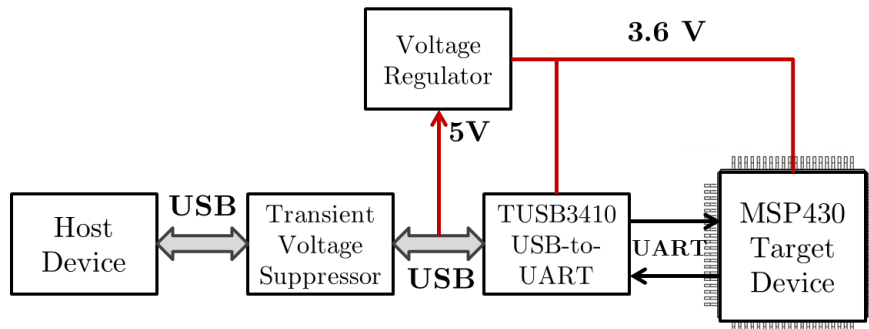 Voltage
Regulator
3.6 V
5V
Host
Device
USB
Transient
Voltage
Suppressor
USB
TUSB3410
USB-to-
UART
UART
MSP430
Target
Device